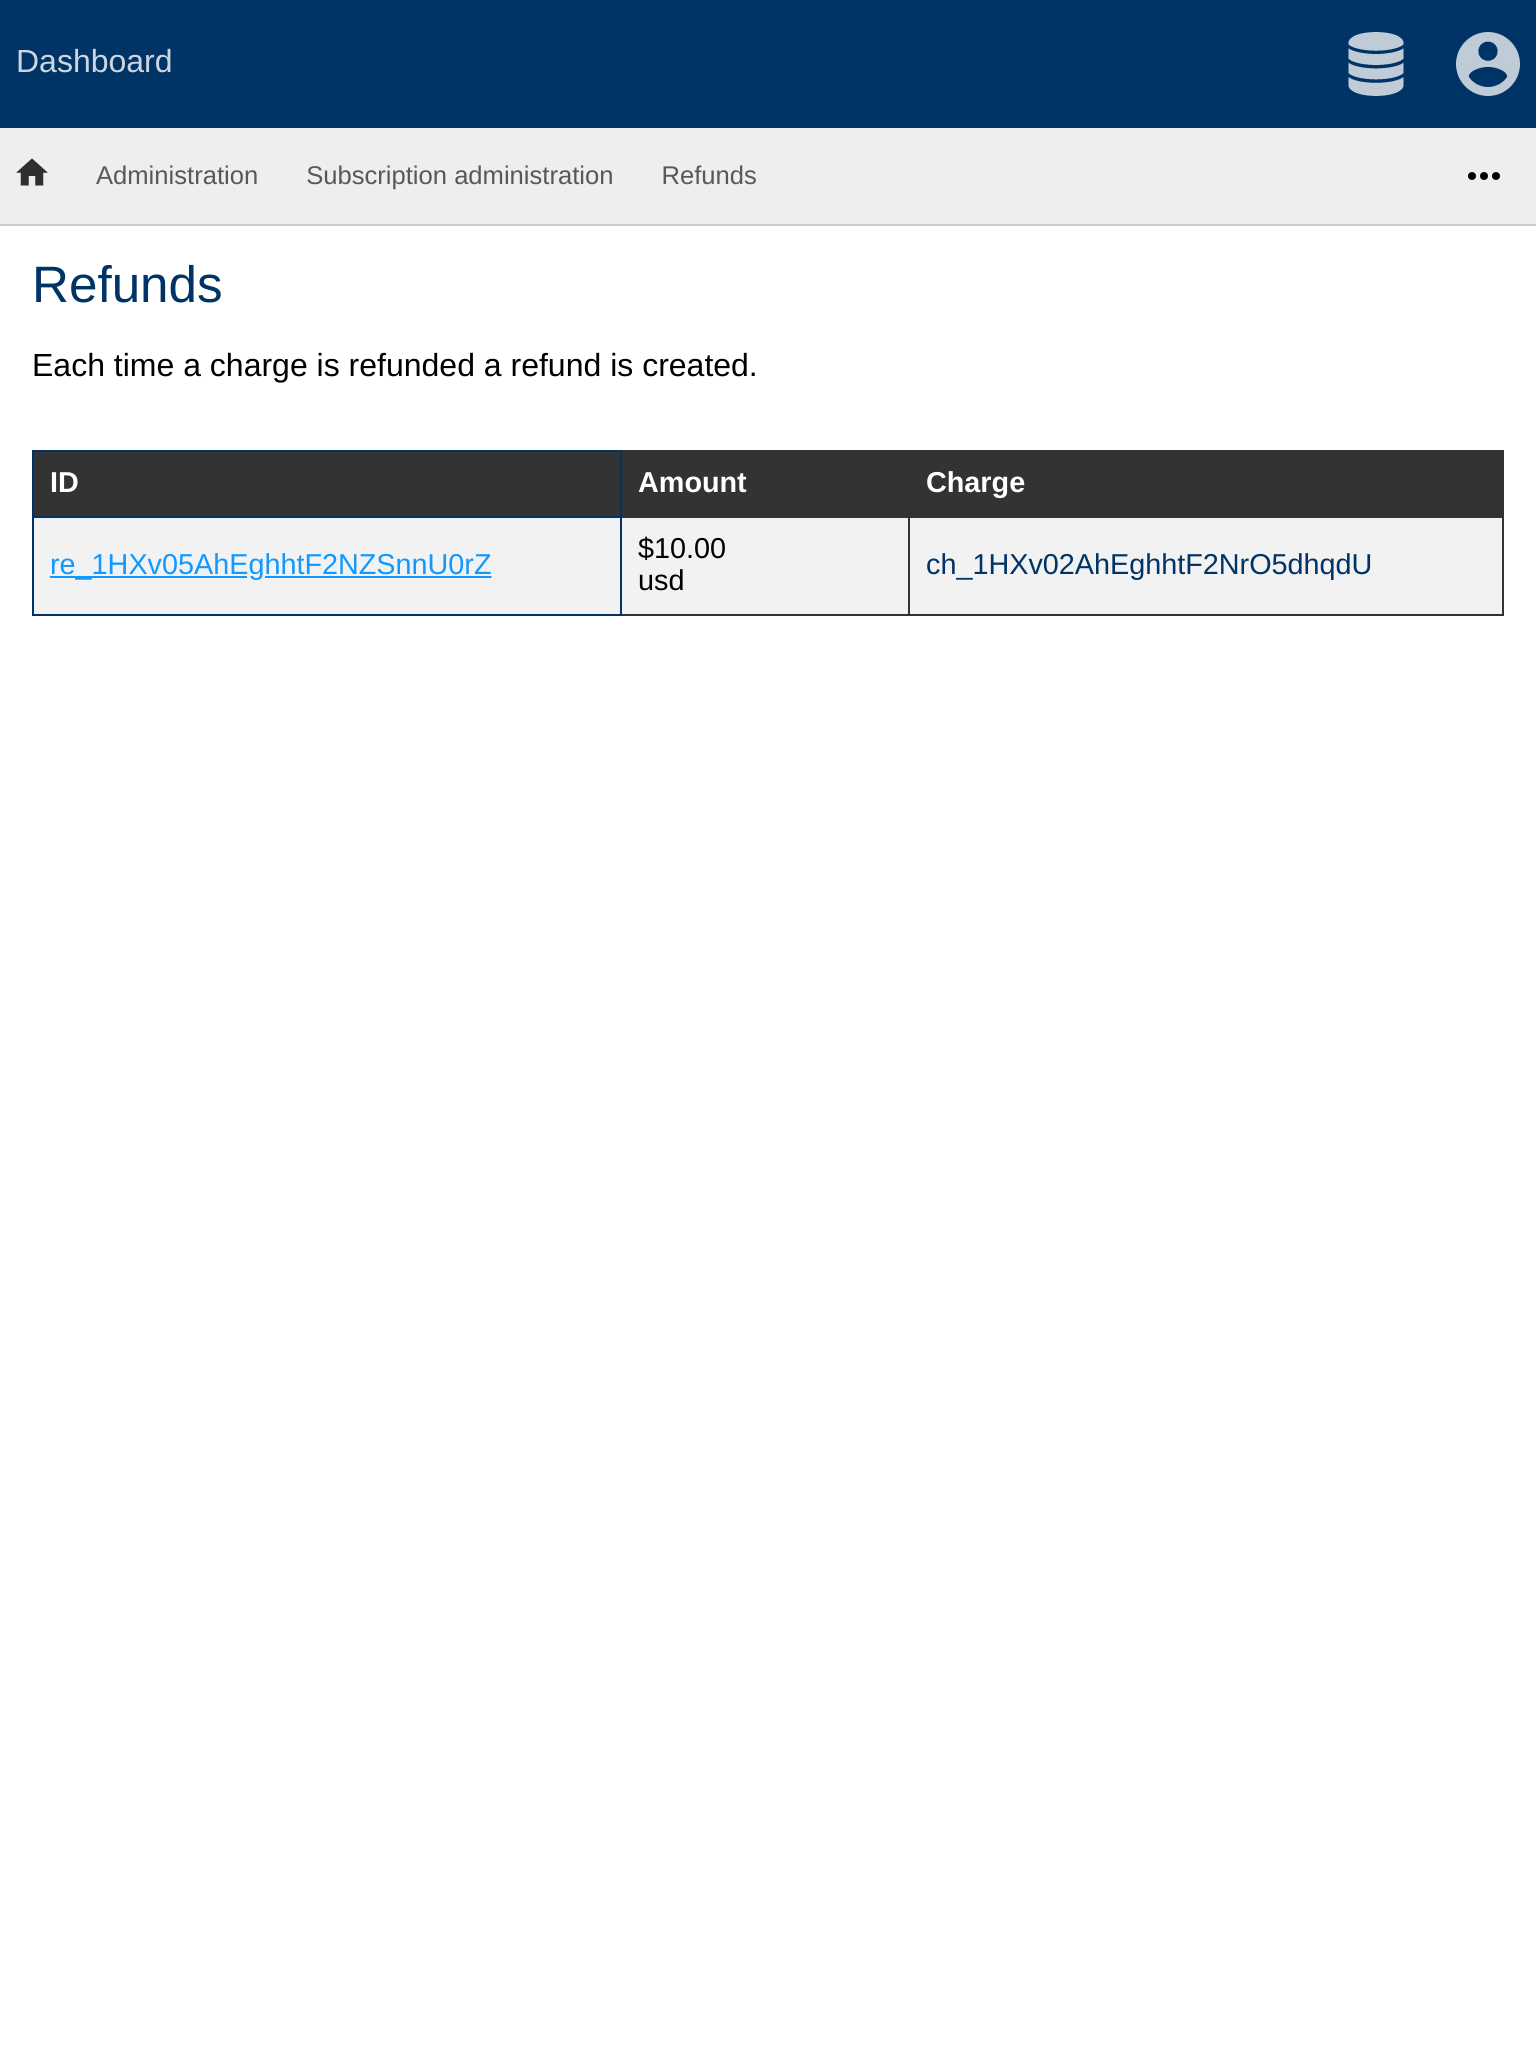 Dashboard
Administration Subscription administration Refunds
Refunds
Each time a charge is refunded a refund is created.
ID Amount Charge
re_1HXv05AhEghhtF2NZSnnU0rZ $10.00 usd ch_1HXv02AhEghhtF2NrO5dhqdU